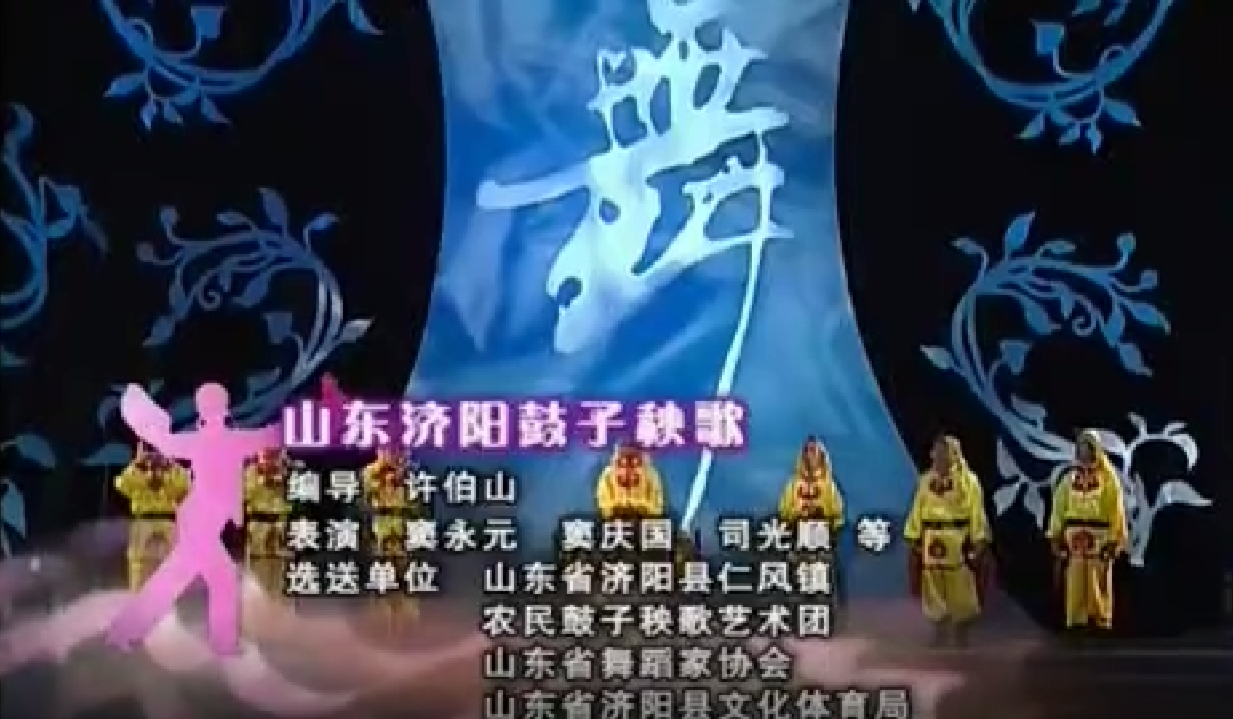 舞
山东济阳鼓子秧歌
编导 许伯山
表演 窦永元 窦庆国 司光顺 等
选送单位 山东省济阳县仁风镇
农民鼓子秧歌艺术团
山东省舞蹈家协会
山东省济阳县文化体育局